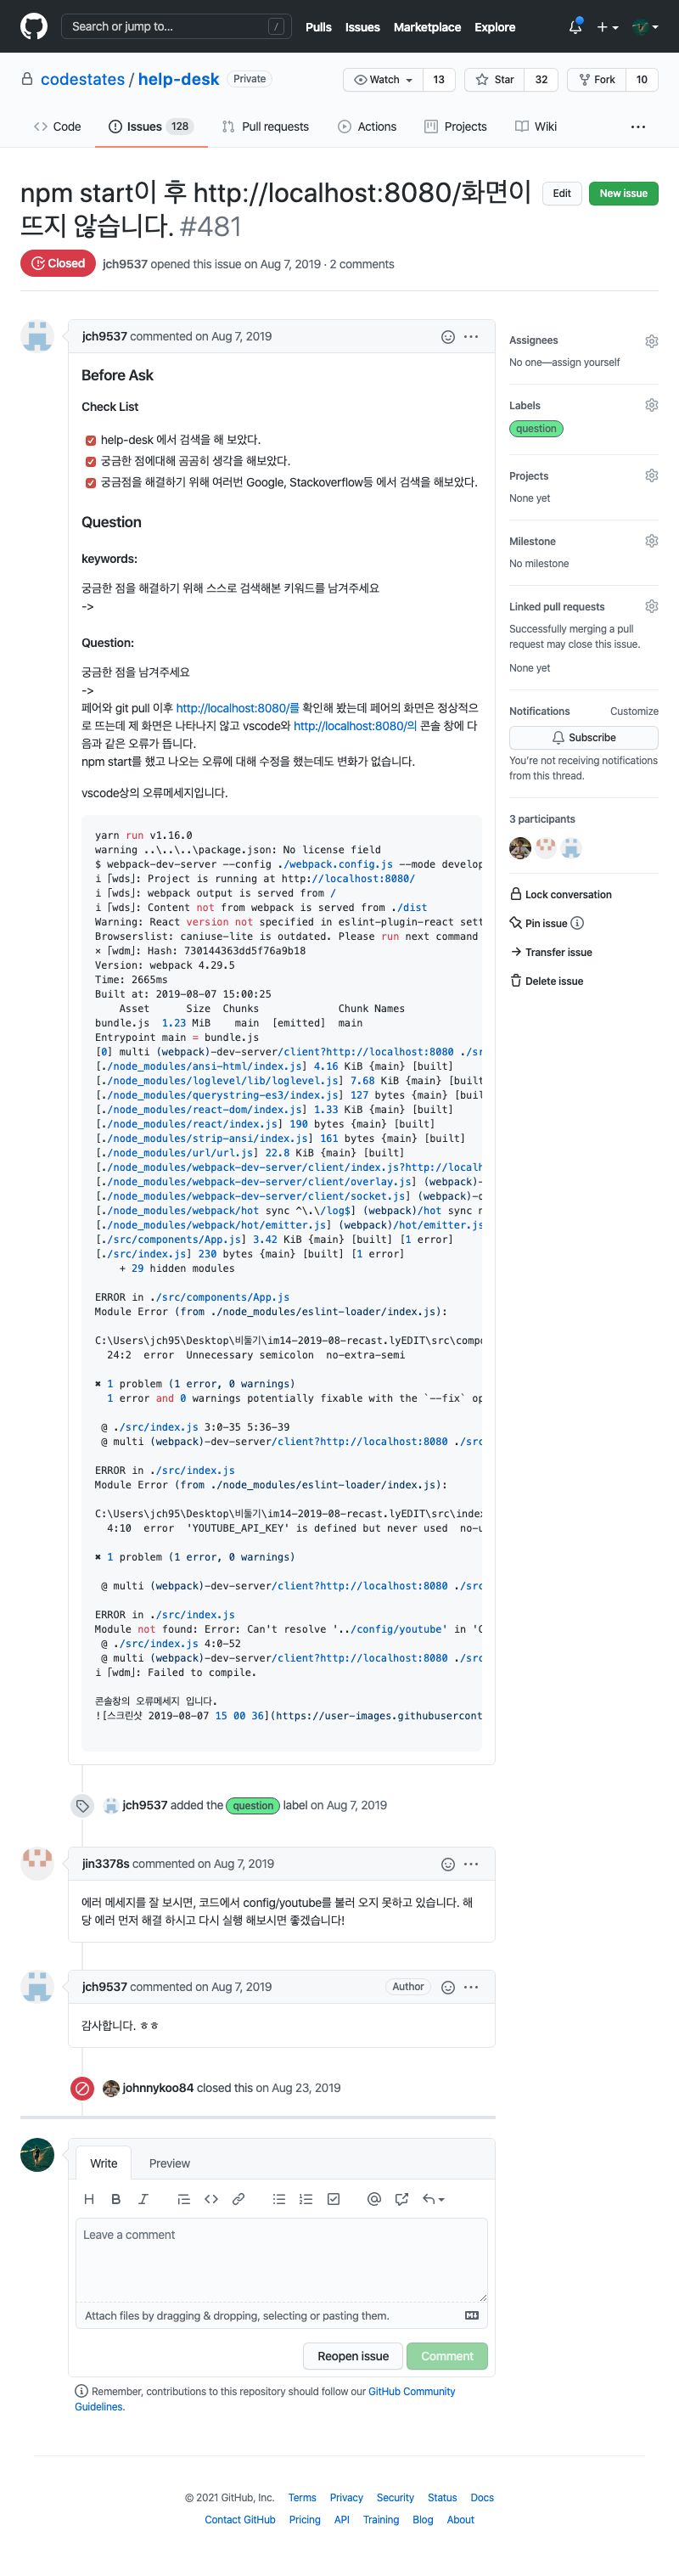 Search or jump to... /
Pulls Issues Marketplace Explore
codestates / help-desk Private
Watch 13 Star 32 Fork 10
Code Issues 128 Pull requests Actions Projects Wiki
npm start이 후 http://localhost:8080/화면이
뜨지 않습니다. #481
Edit New issue
Closed jch9537 opened this issue on Aug 7, 2019 · 2 comments
jch9537 commented on Aug 7, 2019
Before Ask
Check List
help-desk 에서 검색을 해 보았다.
궁금한 점에대해 곰곰히 생각을 해보았다.
궁금점을 해결하기 위해 여러번 Google, Stackoverflow등 에서 검색을 해보았다.
Question
keywords:
궁금한 점을 해결하기 위해 스스로 검색해본 키워드를 남겨주세요
->
Question:
궁금한 점을 남겨주세요
->
페어와 git pull 이후 http://localhost:8080/를 확인해 봤는데 페어의 화면은 정상적으
로 뜨는데 제 화면은 나타나지 않고 vscode와 http://localhost:8080/의 콘솔 창에 다
음과 같은 오류가 뜹니다.
npm start를 했고 나오는 오류에 대해 수정을 했는데도 변화가 없습니다.
vscode상의 오류메세지입니다.
yarn run v1.16.0
warning ..\..\..\package.json: No license field
$ webpack-dev-server --config ./webpack.config.js --mode develop
i ｢wds｣: Project is running at http://localhost:8080/
i ｢wds｣: webpack output is served from /
i ｢wds｣: Content not from webpack is served from ./dist
Warning: React version not specified in eslint-plugin-react sett
Browserslist: caniuse-lite is outdated. Please run next command
× ｢wdm｣: Hash: 730144363dd5f76a9b18
Version: webpack 4.29.5
Time: 2665ms
Built at: 2019-08-07 15:00:25
Asset Size Chunks Chunk Names
bundle.js 1.23 MiB main [emitted] main
Entrypoint main = bundle.js
[0] multi (webpack)-dev-server/client?http://localhost:8080 ./sr
[./node_modules/ansi-html/index.js] 4.16 KiB {main} [built]
[./node_modules/loglevel/lib/loglevel.js] 7.68 KiB {main} [built
[./node_modules/querystring-es3/index.js] 127 bytes {main} [buil
[./node_modules/react-dom/index.js] 1.33 KiB {main} [built]
[./node_modules/react/index.js] 190 bytes {main} [built]
[./node_modules/strip-ansi/index.js] 161 bytes {main} [built]
[./node_modules/url/url.js] 22.8 KiB {main} [built]
[./node_modules/webpack-dev-server/client/index.js?http://localh
[./node_modules/webpack-dev-server/client/overlay.js] (webpack)-
[./node_modules/webpack-dev-server/client/socket.js] (webpack)-d
[./node_modules/webpack/hot sync ^\.\/log$] (webpack)/hot sync n
[./node_modules/webpack/hot/emitter.js] (webpack)/hot/emitter.js
[./src/components/App.js] 3.42 KiB {main} [built] [1 error]
[./src/index.js] 230 bytes {main} [built] [1 error]
+ 29 hidden modules
ERROR in ./src/components/App.js
Module Error (from ./node_modules/eslint-loader/index.js):
C:\Users\jch95\Desktop\비둘기\im14-2019-08-recast.lyEDIT\src\compo
24:2 error Unnecessary semicolon no-extra-semi
✖ 1 problem (1 error, 0 warnings)
1 error and 0 warnings potentially fixable with the `--fix` op
@ ./src/index.js 3:0-35 5:36-39
@ multi (webpack)-dev-server/client?http://localhost:8080 ./src
ERROR in ./src/index.js
Module Error (from ./node_modules/eslint-loader/index.js):
C:\Users\jch95\Desktop\비둘기\im14-2019-08-recast.lyEDIT\src\index
4:10 error 'YOUTUBE_API_KEY' is defined but never used no-u
✖ 1 problem (1 error, 0 warnings)
@ multi (webpack)-dev-server/client?http://localhost:8080 ./src
ERROR in ./src/index.js
Module not found: Error: Can't resolve '../config/youtube' in 'C
@ ./src/index.js 4:0-52
@ multi (webpack)-dev-server/client?http://localhost:8080 ./src
i ｢wdm｣: Failed to compile.
콘솔창의 오류메세지 입니다.
![스크린샷 2019-08-07 15 00 36](https://user-images.githubusercont
Assignees
No one—assign yourself
Labels
question
Projects
None yet
Milestone
No milestone
Linked pull requests
Successfully merging a pull
request may close this issue.
None yet
Notifications Customize
Subscribe
You're not receiving notifications
from this thread.
3 participants
Lock conversation
Pin issue
Transfer issue
Delete issue
jch9537 added the question label on Aug 7, 2019
jin3378s commented on Aug 7, 2019
에러 메세지를 잘 보시면, 코드에서 config/youtube를 불러 오지 못하고 있습니다. 해
당 에러 먼저 해결 하시고 다시 실행 해보시면 좋겠습니다!
jch9537 commented on Aug 7, 2019 Author
감사합니다. ㅎㅎ
johnnykoo84 closed this on Aug 23, 2019
Write Preview
H B I
Leave a comment
Attach files by dragging & dropping, selecting or pasting them.
Reopen issue Comment
Remember, contributions to this repository should follow our GitHub Community
Guidelines.
© 2021 GitHub, Inc. Terms Privacy Security Status Docs
Contact GitHub Pricing API Training Blog About